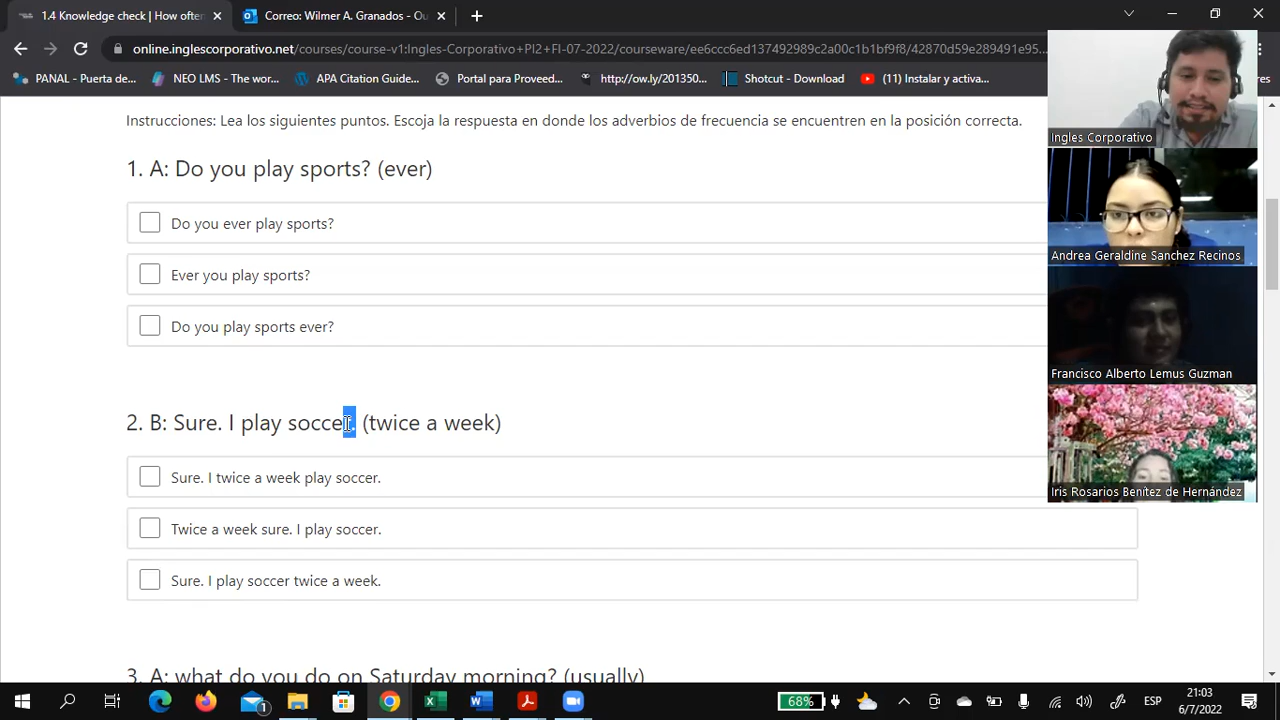 1.4 Knowledge check | How ofter
Correo: Wilmer A. Granados - Ou
online.inglescorporativo.net/courses/course-v1:Ingles-Corporativo+PI2+FI-07-2022/courseware/ee6ccc6ed137492989c2a00c1b1bf9f8/42870d59e289491e95...
PANAL - Puerta de...
NEO LMS - The wor...
APA Citation Guide...
Portal para Proveed...
http://ow.ly/201350...
Shotcut - Download
(11) Instalar y activa...
res
Instrucciones: Lea los siguientes puntos. Escoja la respuesta en donde los adverbios de frecuencia se encuentren en la posición correcta.
1. A: Do you play sports? (ever)
Do you ever play sports?
Ever you play sports?
Do you play sports ever?
2. B: Sure. I play soccer. (twice a week)
Sure. I twice a week play soccer.
Twice a week sure. I play soccer.
Sure. I play soccer twice a week.
3. A: what do you do on Saturday morning? (usually)
Ingles Corporativo
Andrea Geraldine Sanchez Recinos
Francisco Alberto Lemus Guzman
Iris Rosarios Benítez de Hernández
1
68%
ESP
21:03
6/7/2022